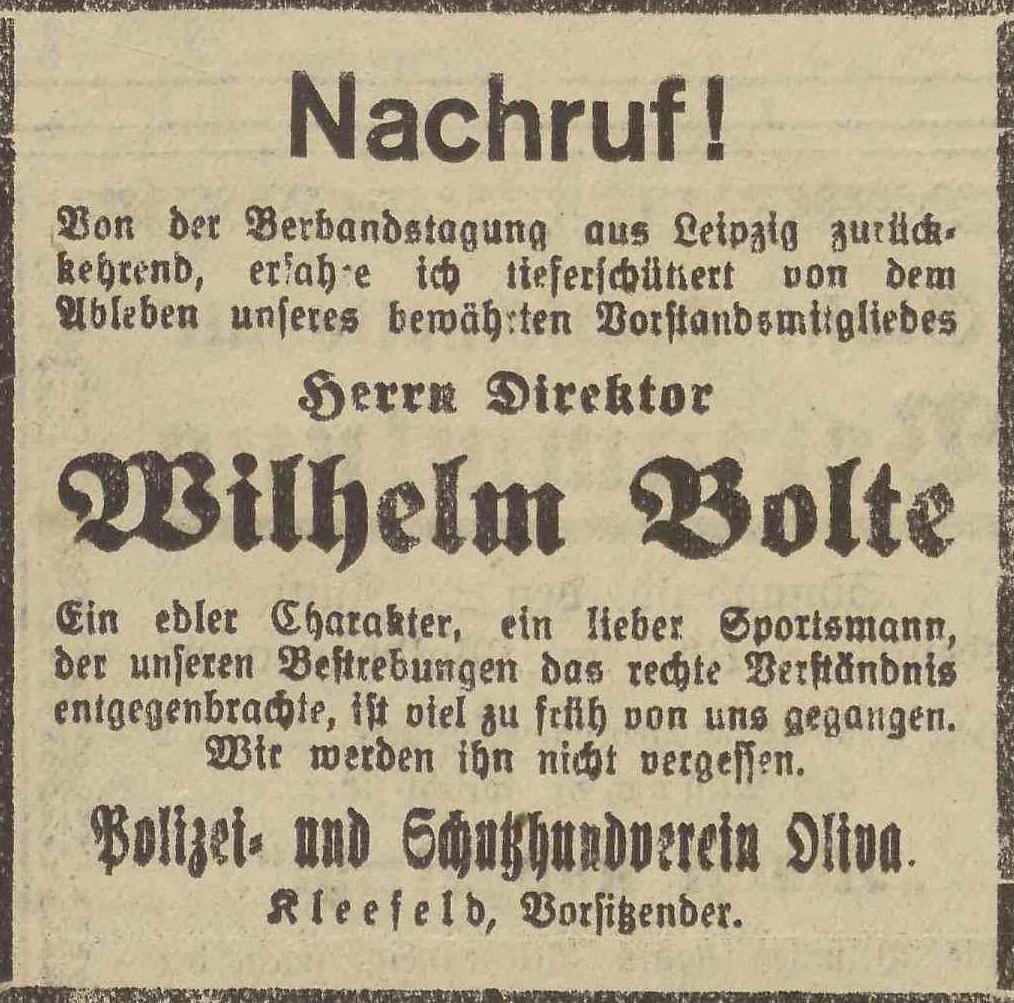 Nachruf!
Von der Verbandstagung aus Leipzig zurück-
kehrend, erfahre ich tieferschüttert von dem
Ableben unseres bewährten Vorstandsmitgliedes
Herrn Direktor
Wilhelm Bolte
Ein edler Charakter, ein lieber Sportsmann,
der unseren Bestrebungen das rechte Verständnis
entgegenbrachte, ist viel zu früh von uns gegangen.
Wir werden ihn nicht vergessen.
Polizei- und Schutzhundverein Oliva.
Kleefeld, Vorsitzender.